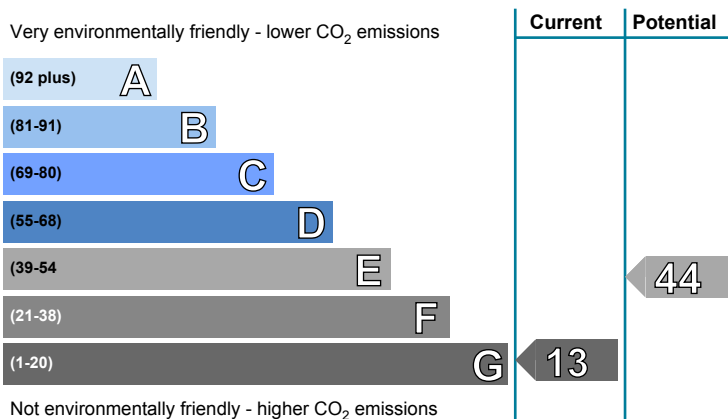 Current Potential
Very environmentally friendly - lower CO2 emissions
(92 plus) A
(81-91) B
(69-80) C
(55-68) D
(39-54 E
44
(21-38) F
(1-20) G
13
Not environmentally friendly - higher CO2 emissions